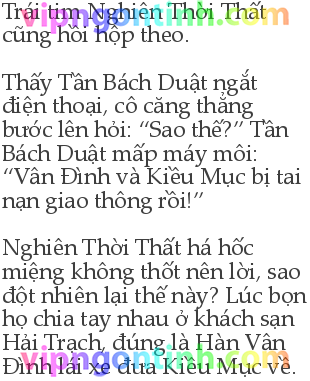 Trái tim Nghiên Thời Thất
vipngontinh.com
cũng hồi hộp theo.
Thấy Tần Bách Duật ngắt
điện thoại, cô căng thẳng
bước lên hỏi: “Sao thế?” Tần
Bách Duật mấp máy môi:
“Vân Đình và Kiều Mục bị tai
nạn giao thông rồi!”
Nghiên Thời Thất há hốc
miệng không thốt nên lời, sao
đột nhiên lại thế này? Lúc bọn
họ chia tay nhau ở khách sạn
Hải Trạch, đúng là Hàn Vân
Đình lái xe đưa Kiều Mục về.
vipngontinh.com